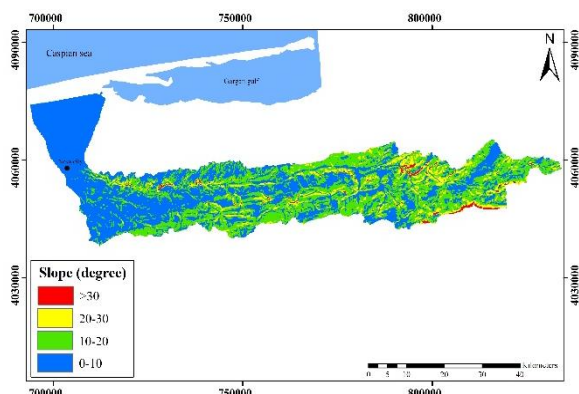 700000 750000 800000
4090000 4090000
Caspian sea
N
Gorgan gulf
4060000 4060000
4030000 4030000
Slope (degree)
>30
20-30
10-20
0-10
0 5 10 20 30 40
Kilometers
700000 750000 800000